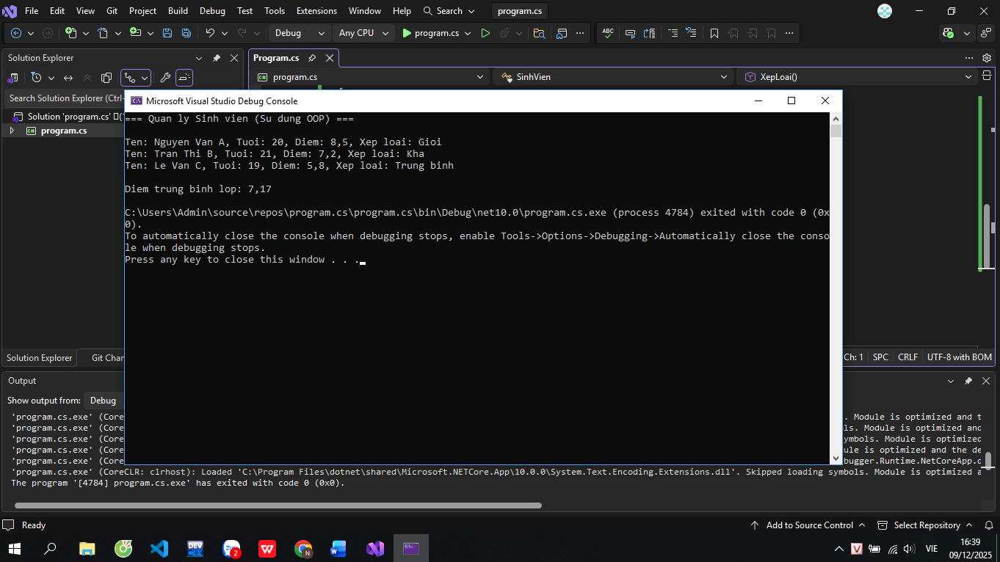 File Edit View Git Project Build Debug Test Tools Extensions Window Help Search program.cs
Debug Any CPU program.cs
Solution Explorer
Program.cs
program.cs SinhVien XepLoai()
Search Solution Explorer (Ctrl-
Solution 'program.cs'
program.cs
Microsoft Visual Studio Debug Console
=== Quan ly Sinh vien (Su dung OOP) ===
Ten: Nguyen Van A, Tuoi: 20, Diem: 8,5, Xep loai: Gioi
Ten: Tran Thi B, Tuoi: 21, Diem: 7,2, Xep loai: Kha
Ten: Le Van C, Tuoi: 19, Diem: 5,8, Xep loai: Trung binh
Diem trung binh lop: 7,17
C:\Users\Admin\source\repos\program.cs\program.cs\bin\Debug\net10.0\program.cs.exe (process 4784) exited with code 0 (0x
0).
To automatically close the console when debugging stops, enable Tools->Options->Debugging->Automatically close the conso
le when debugging stops.
Press any key to close this window . . .
Solution Explorer Git Chan
Ch: 1 SPC CRLF UTF-8 with BOM
Output
Show output from: Debug
'program.cs.exe' (Core . Module is optimized and t
'program.cs.exe' (Core ls. Module is optimized and
'program.cs.exe' (Core ymbols. Module is optimized
'program.cs.exe' (Core ule is optimized and the de
'program.cs.exe' (Core bugger.Runtime.NetCoreApp.d
'program.cs.exe' (CoreCLR: clrhost): Loaded 'C:\Program Files\dotnet\shared\Microsoft.NETCore.App\10.0.0\System.Text.Encoding.Extensions.dll'. Skipped loading symbols. Module is optimized a
The program '[4784] program.cs.exe' has exited with code 0 (0x0).
Ready Add to Source Control Select Repository
DEV 2 VIE 16:39
09/12/2025